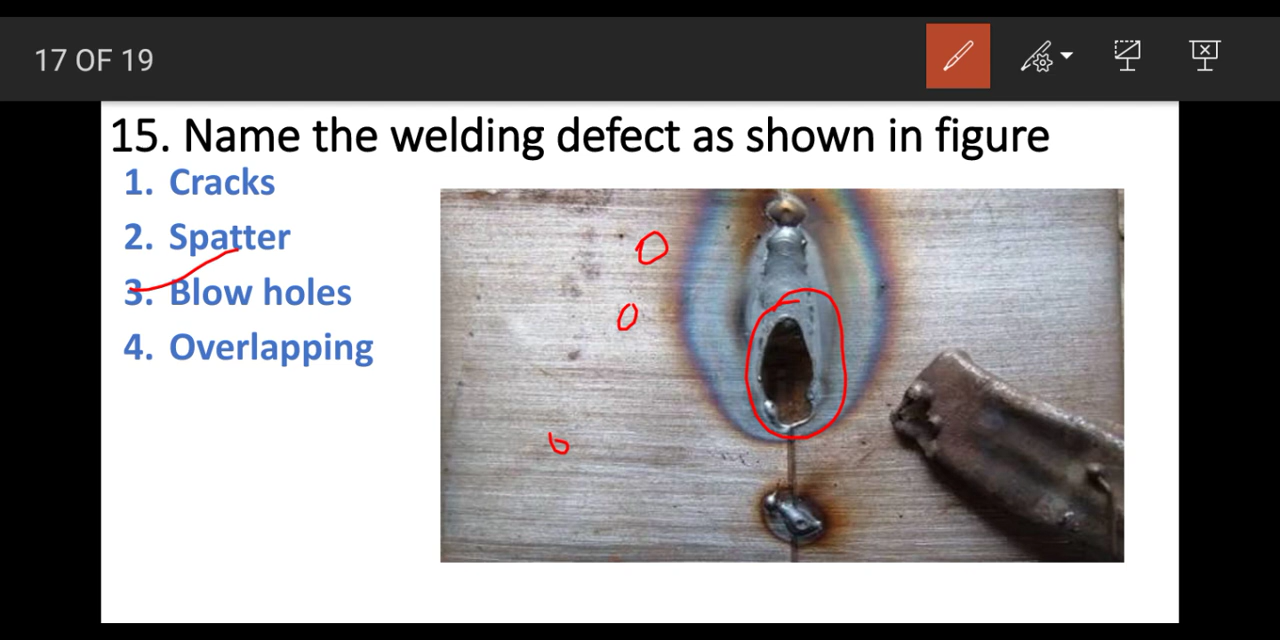 17 OF 19
15. Name the welding defect as shown in figure
1. Cracks
2. Spatter
3. Blow holes
4. Overlapping